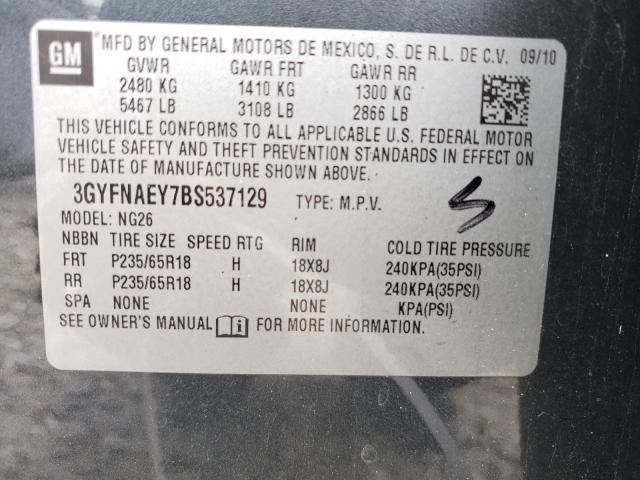 GM
MFD BY GENERAL MOTORS DE MEXICO, S. DE R.L. DE C.V. 09/10
GVWR GAWR FRT GAWR RR
2480 KG 1410 KG 1300 KG
5467 LB 3108 LB 2866 LB
THIS VEHICLE CONFORMS TO ALL APPLICABLE U.S. FEDERAL MOTOR
VEHICLE SAFETY AND THEFT PREVENTION STANDARDS IN EFFECT ON
THE DATE OF MANUFACTURE SHOWN ABOVE.
3GYFNAEY7BS537129 TYPE: M.P.V.
MODEL: NG26
NBBN TIRE SIZE SPEED RTG RIM COLD TIRE PRESSURE
FRT P235/65R18 H 18X8J 240KPA(35PSI)
RR P235/65R18 H 18X8J 240KPA(35PSI)
SPA NONE NONE KPA(PSI)
SEE OWNER'S MANUAL i FOR MORE INFORMATION.